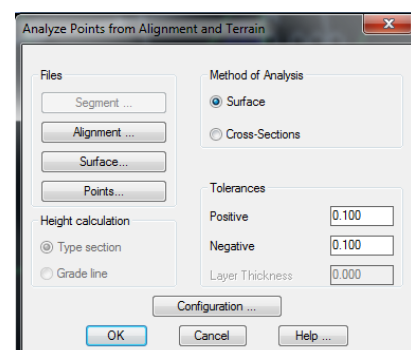 Analyze Points from Alignment and Terrain
Files
Segment ...
Alignment ...
Surface...
Points...
Method of Analysis
Surface
Cross-Sections
Height calculation
Type section
Grade line
Tolerances
Positive 0.100
Negative 0.100
Layer Thickness 0.000
Configuration ...
OK Cancel Help ...